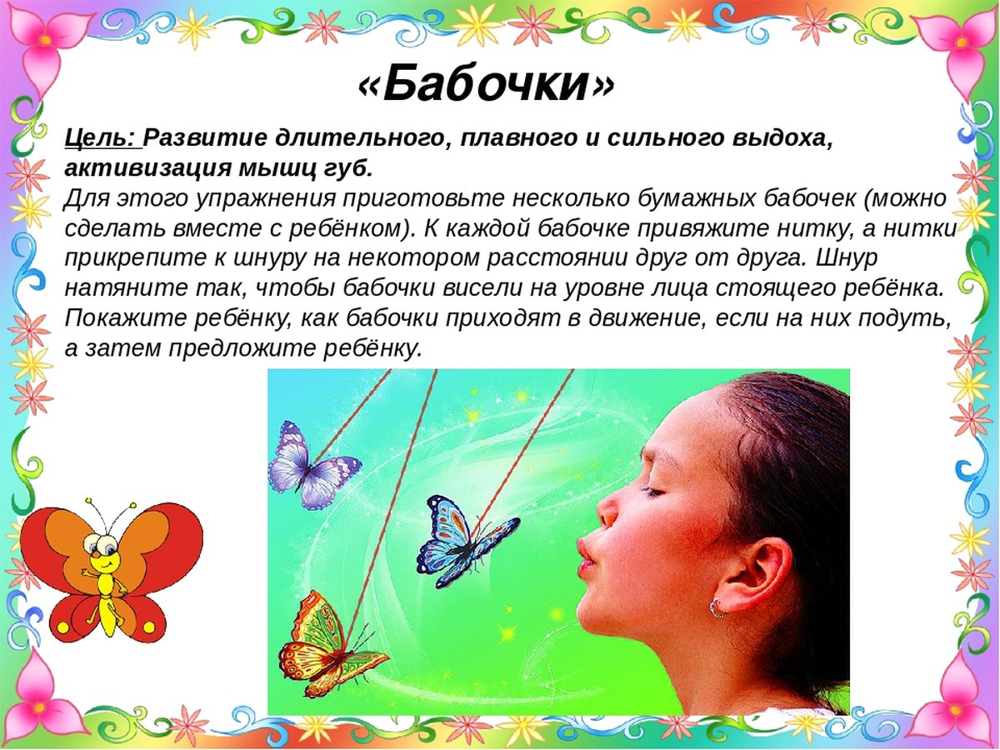 «Бабочки»
Цель: Развитие длительного, плавного и сильного выдоха,
активизация мышц губ.
Для этого упражнения приготовьте несколько бумажных бабочек (можно
сделать вместе с ребёнком). К каждой бабочке привяжите нитку, а нитки
прикрепите к шнуру на некотором расстоянии друг от друга. Шнур
натяните так, чтобы бабочки висели на уровне лица стоящего ребёнка.
Покажите ребёнку, как бабочки приходят в движение, если на них подуть,
а затем предложите ребёнку.